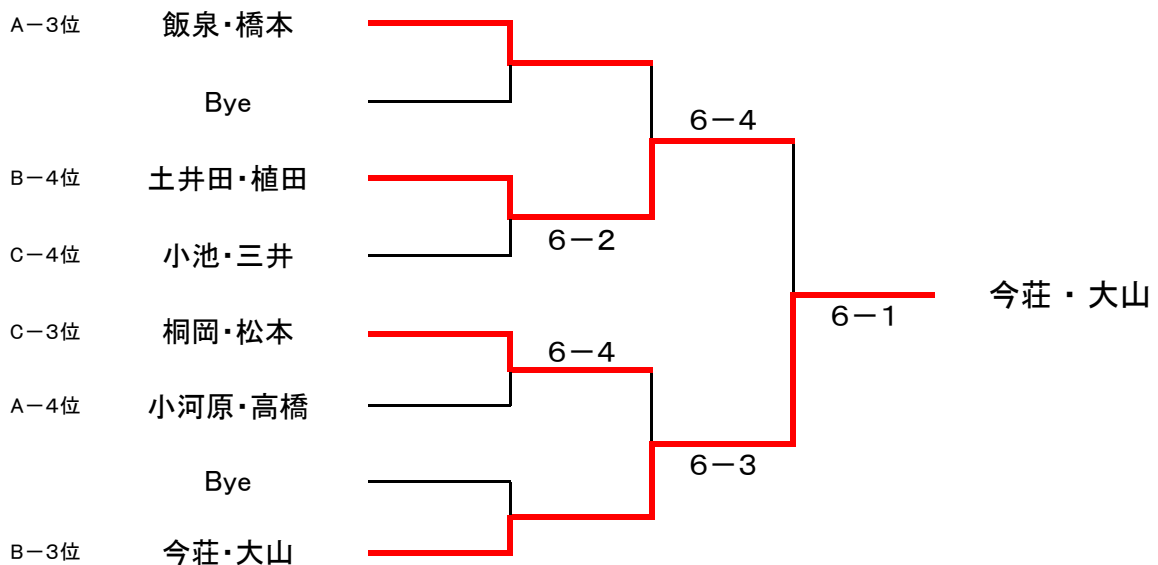 A－3位 飯泉・橋本
Bye
6－4
B－4位 土井田・植田
6－2
C－4位 小池・三井
今荘 ・ 大山
6－1
C－3位 桐岡・松本
6－4
A－4位 小河原・高橋
6－3
Bye
B－3位 今荘・大山